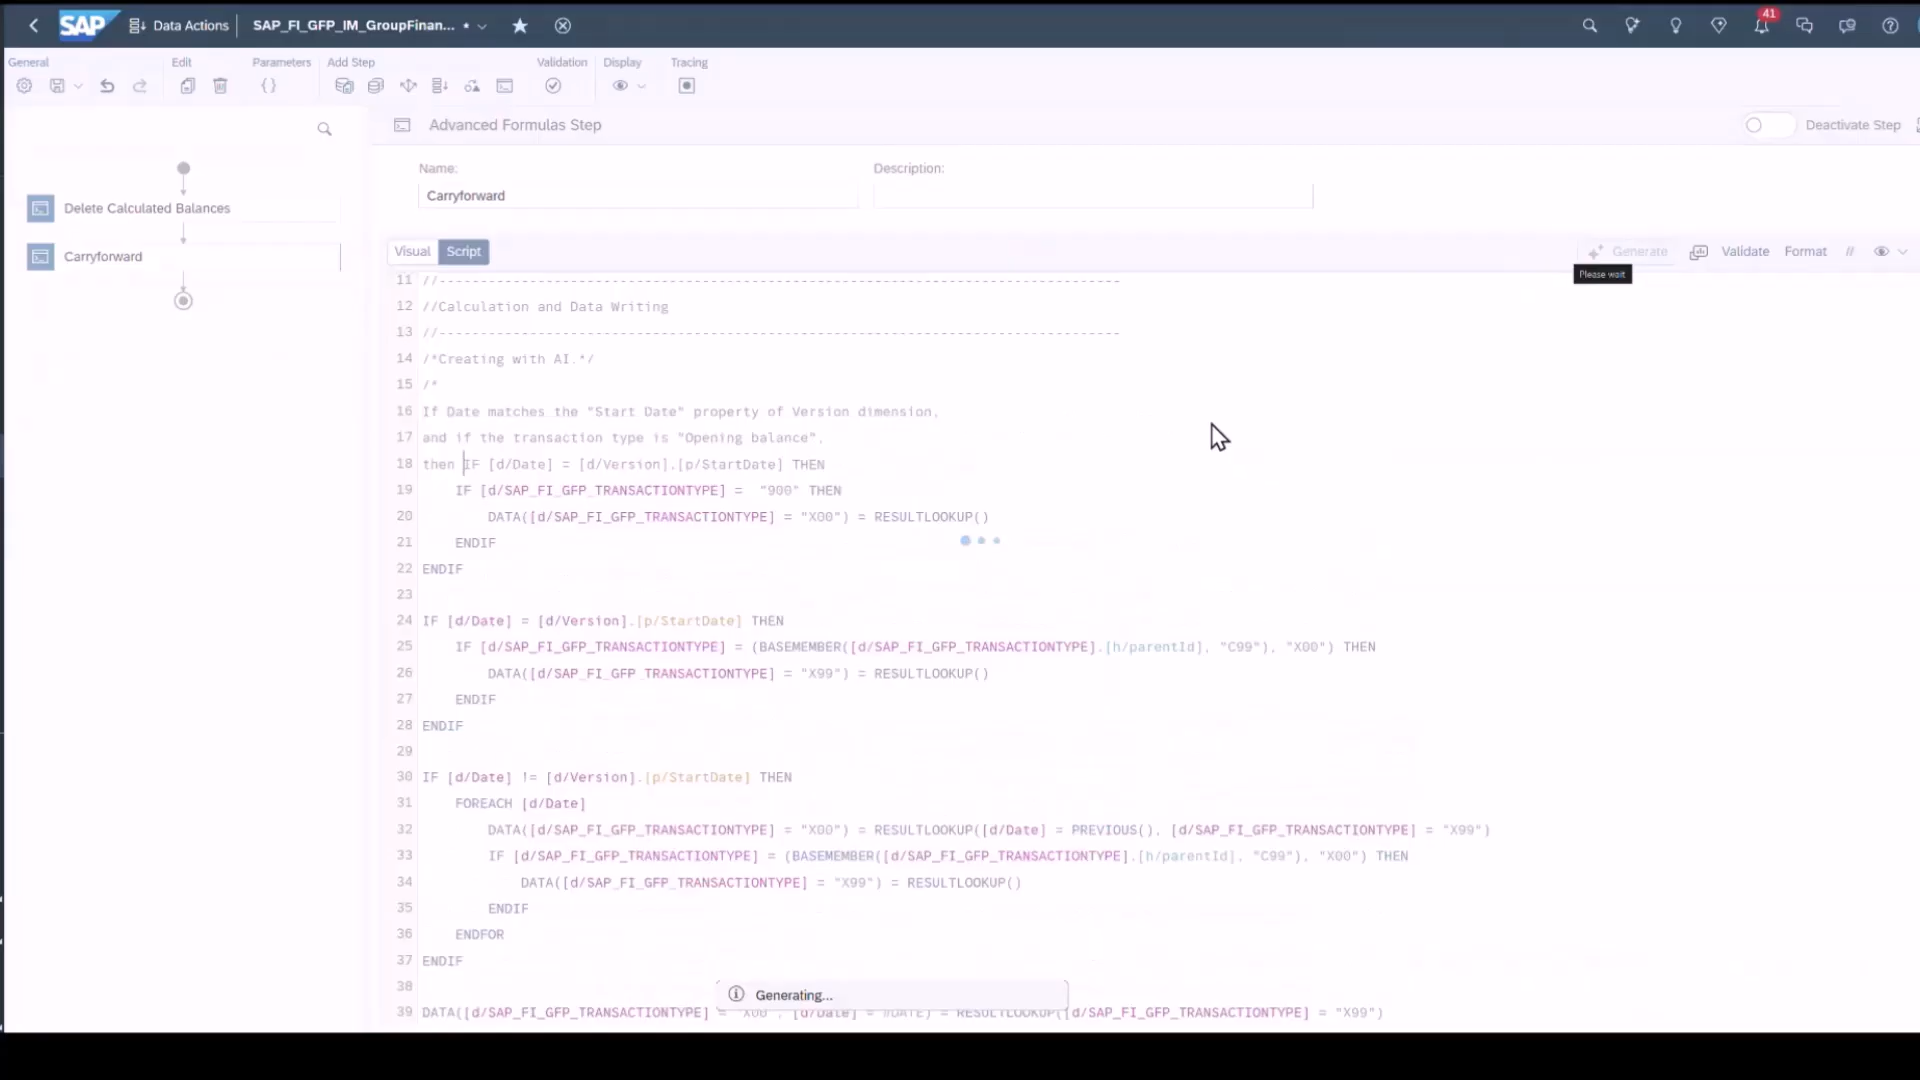 SAP Data Actions SAP_FI_GFP_IM_GroupFinan... * 41
General Edit Parameters Add Step Validation Display Tracing
Advanced Formulas Step Deactivate Step
Name: Description:
Carryforward
Delete Calculated Balances
Carryforward
Visual Script Generate Validate Format //
Please wait
11 //-----------------------------------------------------------------------------------
12 //Calculation and Data Writing
13 //-----------------------------------------------------------------------------------
14 /*Creating with AI.*/
15 /*
16 If Date matches the "Start Date" property of Version dimension,
17 and if the transaction type is "Opening balance",
18 then IF [d/Date] = [d/Version].[p/StartDate] THEN
19 IF [d/SAP_FI_GFP_TRANSACTIONTYPE] = "900" THEN
20 DATA([d/SAP_FI_GFP_TRANSACTIONTYPE] = "X00") = RESULTLOOKUP()
21 ENDIF
22 ENDIF
23
24 IF [d/Date] = [d/Version].[p/StartDate] THEN
25 IF [d/SAP_FI_GFP_TRANSACTIONTYPE] = (BASEMEMBER([d/SAP_FI_GFP_TRANSACTIONTYPE].[h/parentId], "C99"), "X00") THEN
26 DATA([d/SAP_FI_GFP_TRANSACTIONTYPE] = "X99") = RESULTLOOKUP()
27 ENDIF
28 ENDIF
29
30 IF [d/Date] != [d/Version].[p/StartDate] THEN
31 FOREACH [d/Date]
32 DATA([d/SAP_FI_GFP_TRANSACTIONTYPE] = "X00") = RESULTLOOKUP([d/Date] = PREVIOUS(), [d/SAP_FI_GFP_TRANSACTIONTYPE] = "X99")
33 IF [d/SAP_FI_GFP_TRANSACTIONTYPE] = (BASEMEMBER([d/SAP_FI_GFP_TRANSACTIONTYPE].[h/parentId], "C99"), "X00") THEN
34 DATA([d/SAP_FI_GFP_TRANSACTIONTYPE] = "X99") = RESULTLOOKUP()
35 ENDIF
36 ENDFOR
37 ENDIF
38
39 DATA([d/SAP_FI_GFP_TRANSACTIONTYPE] = "X00", [d/Date] = #DATE) = RESULTLOOKUP([d/SAP_FI_GFP_TRANSACTIONTYPE] = "X99")
Generating...